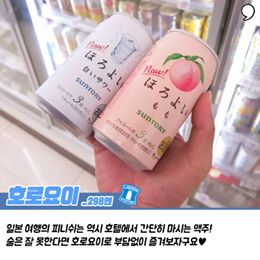 New!
ほろよい
白いサワー
SUNTORY
3%
New!
ほろよい
もも
SUNTORY
3%
호로요이 _298엔
일본 여행의 피니쉬는 역시 호텔에서 간단히 마시는 맥주!
술은 잘 못한다면 호로요이로 부담없이 즐겨보자구요♥